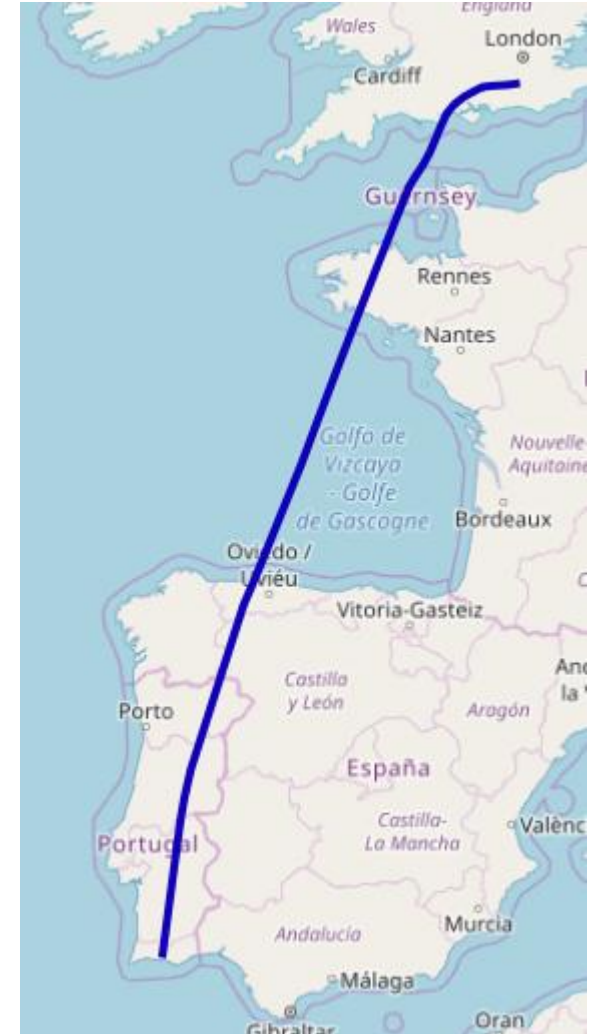 England
Wales
London
Cardiff
Guernsey
Rennes
Nantes
Golfo de
Vizcaya
- Golfe
de Gascogne
Nouvelle-
Aquitaine
Bordeaux
Oviedo /
Uviéu
Vitoria-Gasteiz
Castilla
y León
Porto
Aragón
España
Castilla-
La Mancha
Portugal
Murcia
Andalucía
Málaga
Gibraltar
Oran